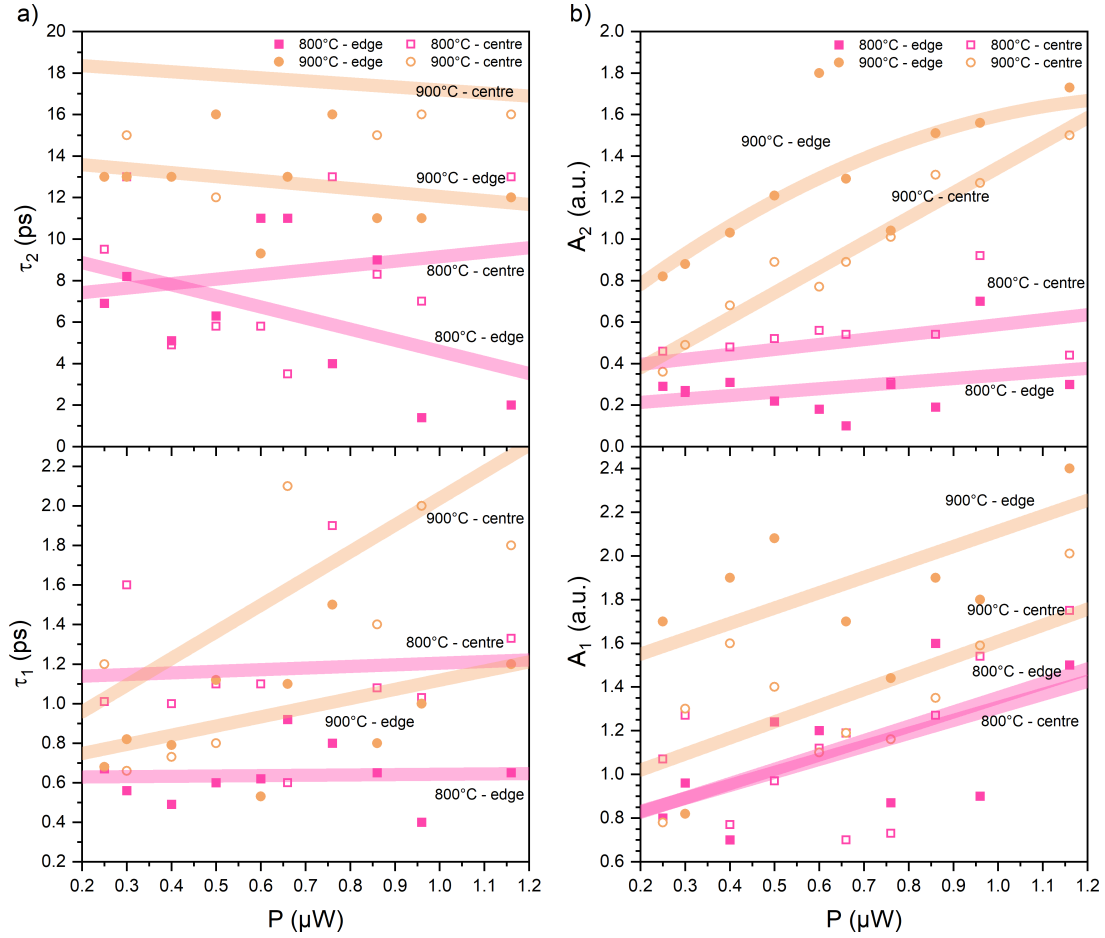 a)
20
18
16
14
12
10
8
6
4
2
0
τ2 (ps)
800°C - edge 800°C - centre
900°C - edge 900°C - centre
900°C - centre
900°C - edge
800°C - centre
800°C - edge
2.2
2.0
1.8
1.6
1.4
1.2
1.0
0.8
0.6
0.4
0.2
τ1 (ps)
900°C - centre
800°C - centre
900°C - edge
800°C - edge
0.2 0.3 0.4 0.5 0.6 0.7 0.8 0.9 1.0 1.1 1.2
P (μW)
b)
2.0
1.8
1.6
1.4
1.2
1.0
0.8
0.6
0.4
0.2
0.0
A2 (a.u.)
800°C - edge 800°C - centre
900°C - edge 900°C - centre
900°C - edge
900°C - centre
800°C - centre
800°C - edge
2.4
2.2
2.0
1.8
1.6
1.4
1.2
1.0
0.8
0.6
A1 (a.u.)
900°C - edge
900°C - centre
800°C - edge
800°C - centre
0.2 0.3 0.4 0.5 0.6 0.7 0.8 0.9 1.0 1.1 1.2
P (μW)